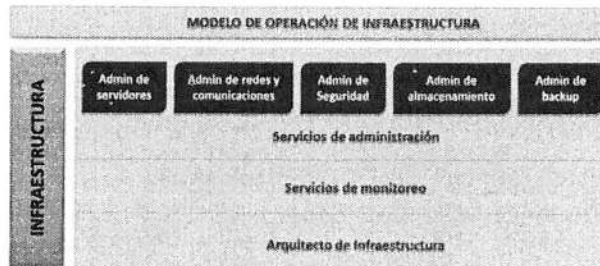 MODELO DE OPERACIÓN DE INFRAESTRUCTURA
INFRAESTRUCTURA
Admin de
servidores
Admin de redes y
comunicaciones
Admin de
Seguridad
Admin de
almacenamiento
Admin de
backup
Servicios de administración
Servicios de monitoreo
Arquitecto de Infraestructura